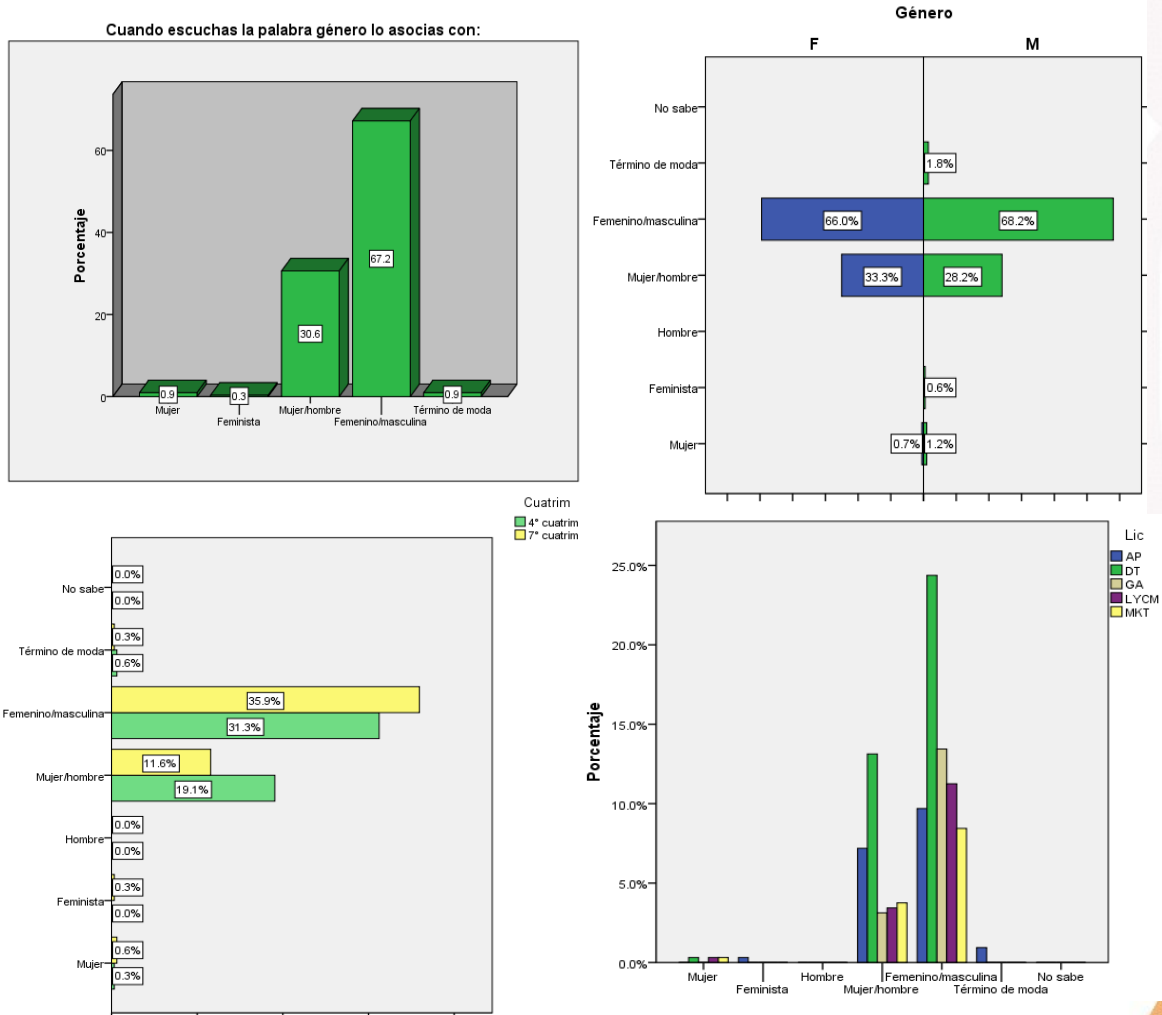 Cuando escuchas la palabra género lo asocias con:
Porcentaje
60
40
20
0
0.9
0.3
30.6
67.2
0.9
Mujer
Feminista
Mujer/hombre
Femenino/masculina
Término de moda
Género
F M
No sabe
Término de moda
1.8%
Femenino/masculina
66.0% 68.2%
Mujer/hombre
33.3% 28.2%
Hombre
Feminista
0.6%
Mujer
0.7% 1.2%
Cuatrim
4° cuatrim
7° cuatrim
No sabe
0.0%
0.0%
Término de moda
0.3%
0.6%
Femenino/masculina
35.9%
31.3%
Mujer/hombre
11.6%
19.1%
Hombre
0.0%
0.0%
Feminista
0.3%
0.0%
Mujer
0.6%
0.3%
Lic
AP
DT
GA
LYCM
MKT
Porcentaje
25.0%
20.0%
15.0%
10.0%
5.0%
0.0%
Mujer
Feminista
Hombre
Mujer/hombre
Femenino/masculina
Término de moda
No sabe